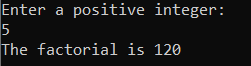 Enter a positive integer:
5
The factorial is 120